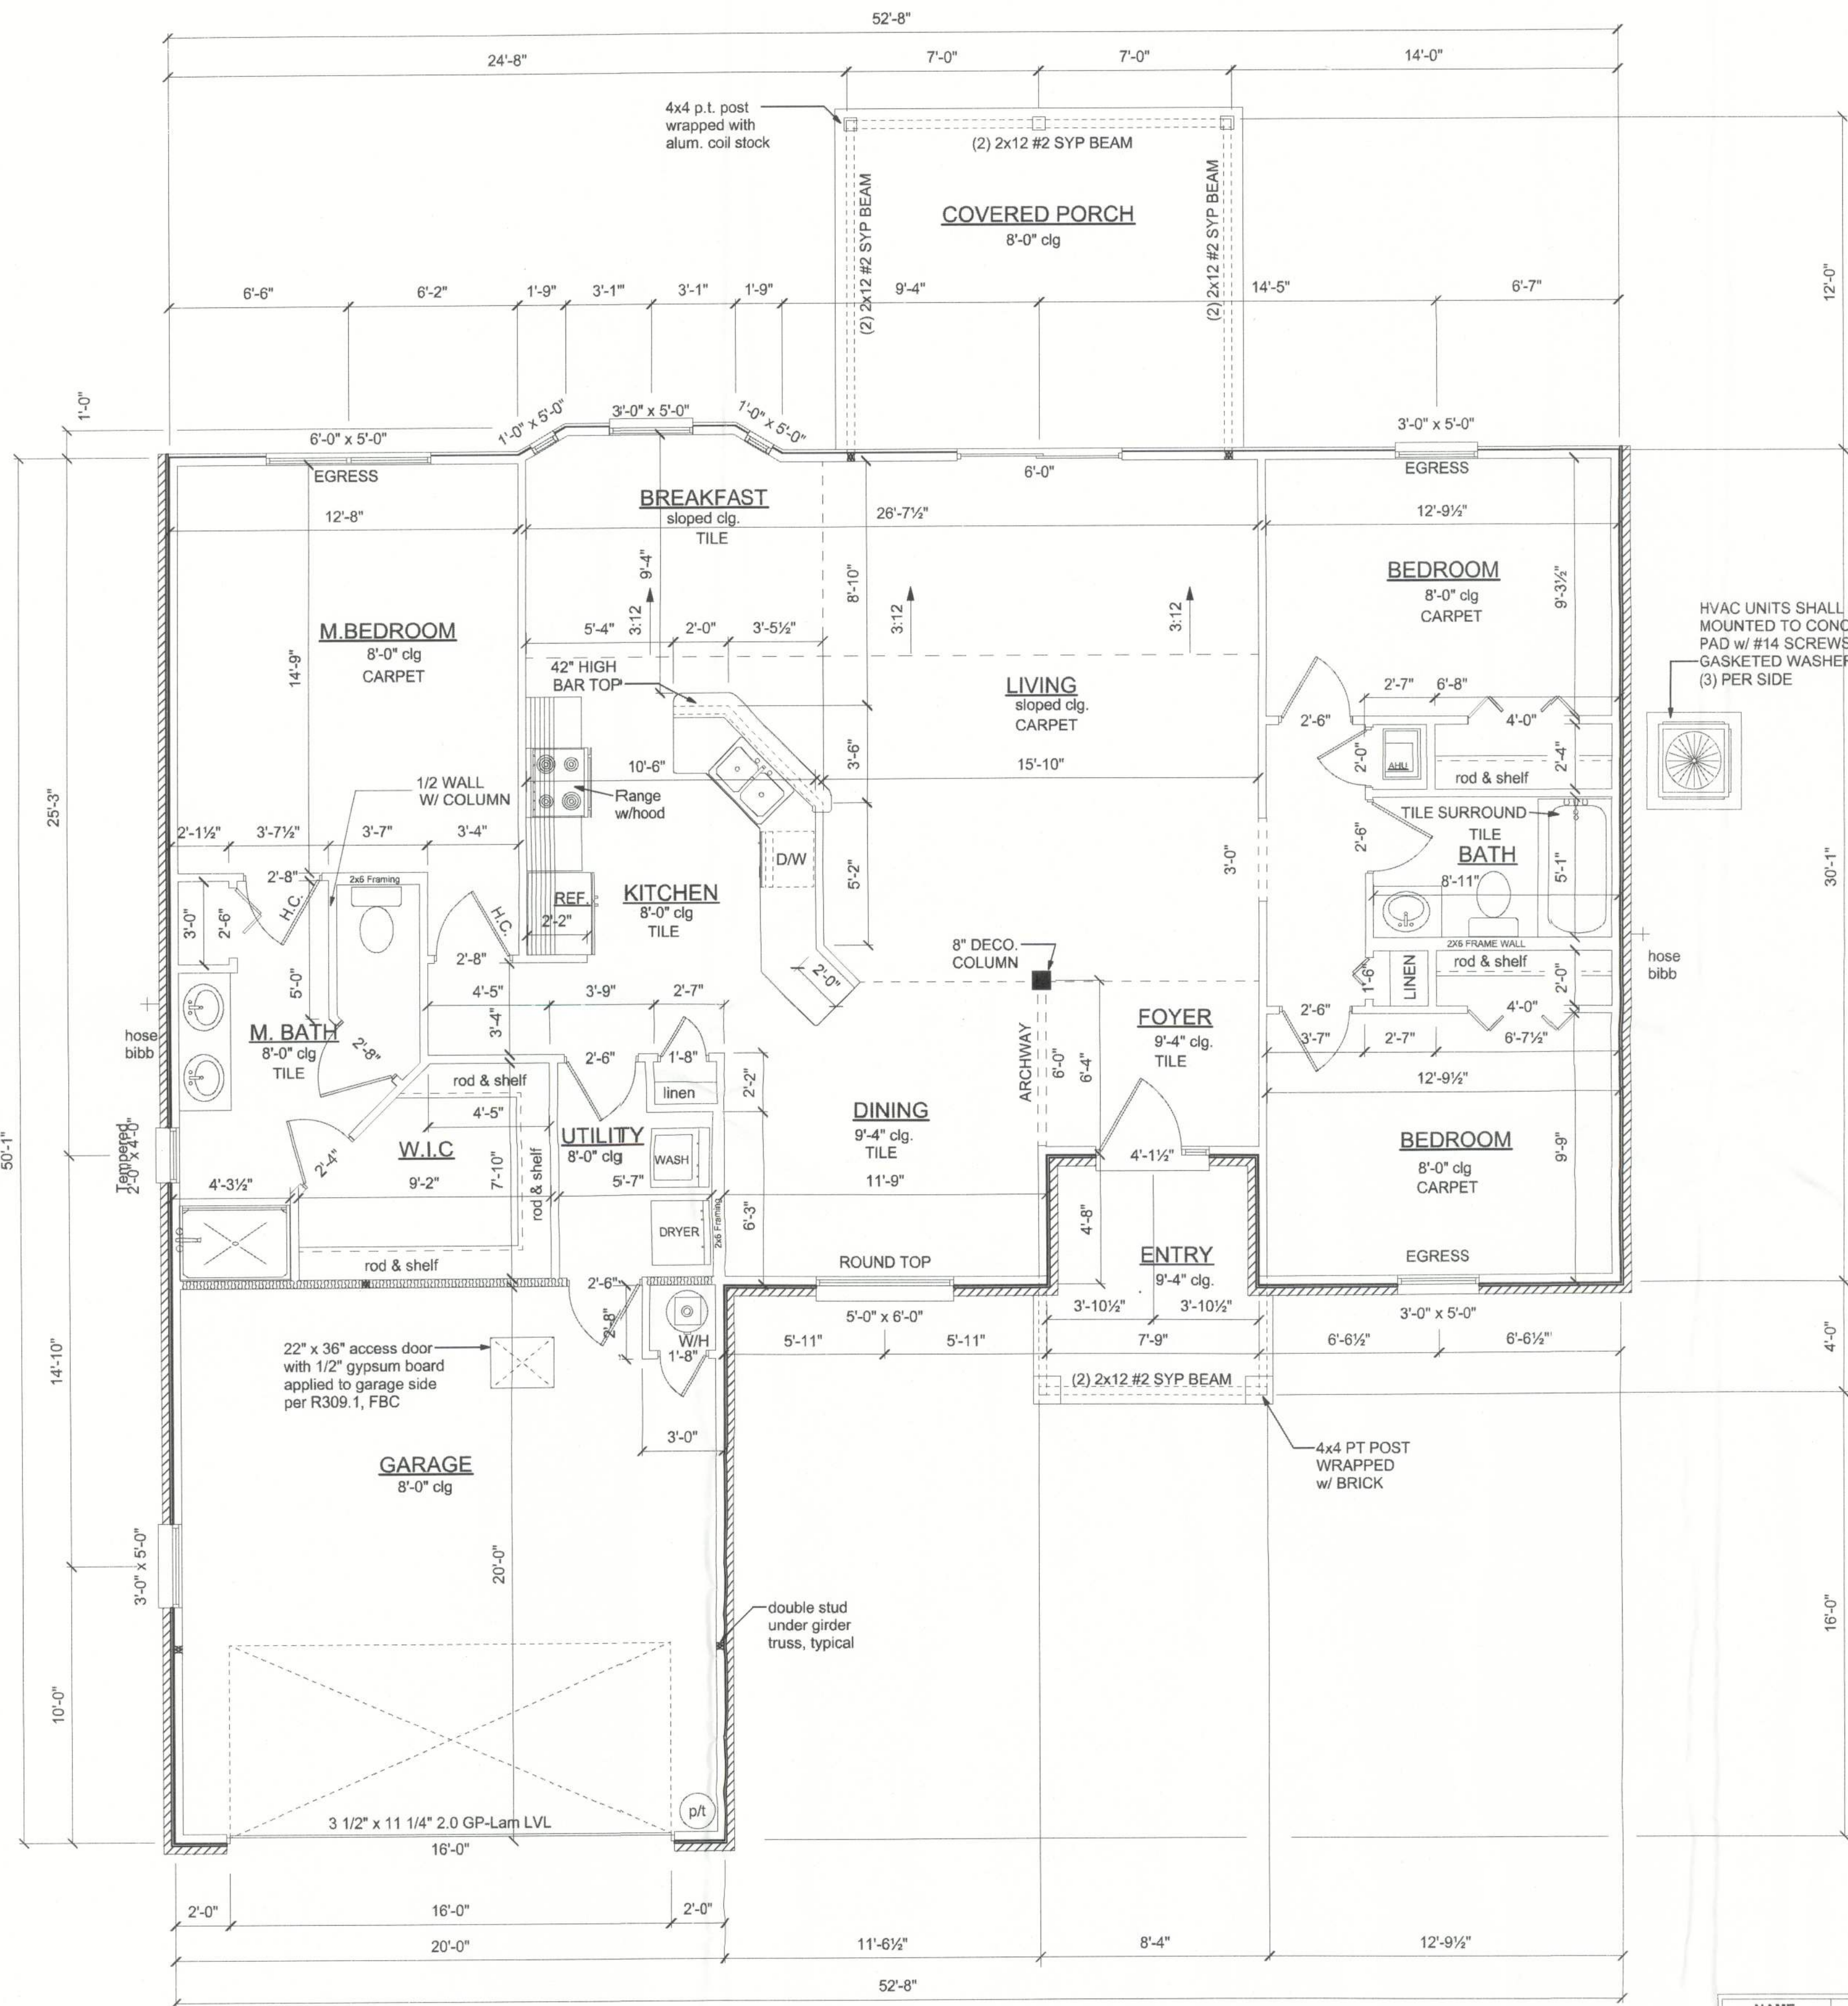 52'-8"
24'-8"
7'-0"
7'-0"
14'-0"
4x4 p.t. post
wrapped with
alum. coil stock
(2) 2x12 #2 SYP BEAM
(2) 2x12 #2 SYP BEAM
(2) 2x12 #2 SYP BEAM
COVERED PORCH
8'-0" clg
12'-0"
6'-6"
6'-2"
1'-9"
3'-1"
3'-1"
1'-9"
9'-4"
14'-5"
6'-7"
1'-0"
6'-0" x 5'-0"
1'-0" x 5'-0"
3'-0" x 5'-0"
1'-0" x 5'-0"
3'-0" x 5'-0"
EGRESS
6'-0"
EGRESS
12'-8"
BREAKFAST
sloped clg.
TILE
26'-7½"
12'-9½"
9'-4"
8'-10"
BEDROOM
8'-0" clg
CARPET
9'-3½"
HVAC UNITS SHALL
MOUNTED TO CONC
PAD w/ #14 SCREWS
GASKETED WASHER
(3) PER SIDE
M.BEDROOM
8'-0" clg
CARPET
14'-9"
5'-4"
3:12
2'-0"
3'-5½"
3:12
3:12
42" HIGH
BAR TOP
LIVING
sloped clg.
CARPET
2'-7"
6'-8"
2'-6"
4'-0"
2'-0"
AHU
2'-4"
rod & shelf
10'-6"
3'-6"
15'-10"
1/2 WALL
W/ COLUMN
Range
w/hood
25'-3"
2'-1½"
3'-7½"
3'-7"
3'-4"
TILE SURROUND
TILE
BATH
8'-11"
2'-6"
5'-1"
30'-1"
D/W
5'-2"
3'-0"
2'-8"
2x6 Framing
H.C.
3'-0"
2'-6"
REF.
2'-2"
KITCHEN
8'-0" clg
TILE
H.C.
2'-8"
8" DECO.
COLUMN
2X6 FRAME WALL
rod & shelf
hose
bibb
LINEN
1'-6"
2'-0"
2'-0"
5'-0"
4'-5"
3'-9"
2'-7"
3'-4"
2'-6"
4'-0"
FOYER
9'-4" clg.
TILE
3'-7"
2'-7"
6'-7½"
hose
bibb
M. BATH
8'-0" clg
TILE
2'-8"
2'-6"
1'-8"
linen
2'-2"
ARCHWAY
6'-0"
6'-4"
12'-9½"
rod & shelf
4'-5"
UTILITY
8'-0" clg
WASH
DINING
9'-4" clg.
TILE
BEDROOM
8'-0" clg
CARPET
9'-9"
50'-1"
Tempered
2'-0" x 4'-0"
W.I.C
2'-4"
7'-10"
rod & shelf
4'-1½"
4'-3½"
9'-2"
5'-7"
11'-9"
2x6 Framing
6'-3"
DRYER
4'-8"
ENTRY
9'-4" clg.
rod & shelf
ROUND TOP
EGRESS
2'-6"
2'-8"
W/H
1'-8"
5'-0" x 6'-0"
3'-10½"
3'-10½"
3'-0" x 5'-0"
5'-11"
5'-11"
7'-9"
6'-6½"
6'-6½"
4'-0"
22" x 36" access door
with 1/2" gypsum board
applied to garage side
per R309.1, FBC
14'-10"
(2) 2x12 #2 SYP BEAM
3'-0"
4x4 PT POST
WRAPPED
w/ BRICK
GARAGE
8'-0" clg
3'-0" x 5'-0"
20'-0"
double stud
under girder
truss, typical
16'-0"
10'-0"
p/t
3 1/2" x 11 1/4" 2.0 GP-Lam LVL
16'-0"
2'-0"
16'-0"
2'-0"
20'-0"
11'-6½"
8'-4"
12'-9½"
52'-8"